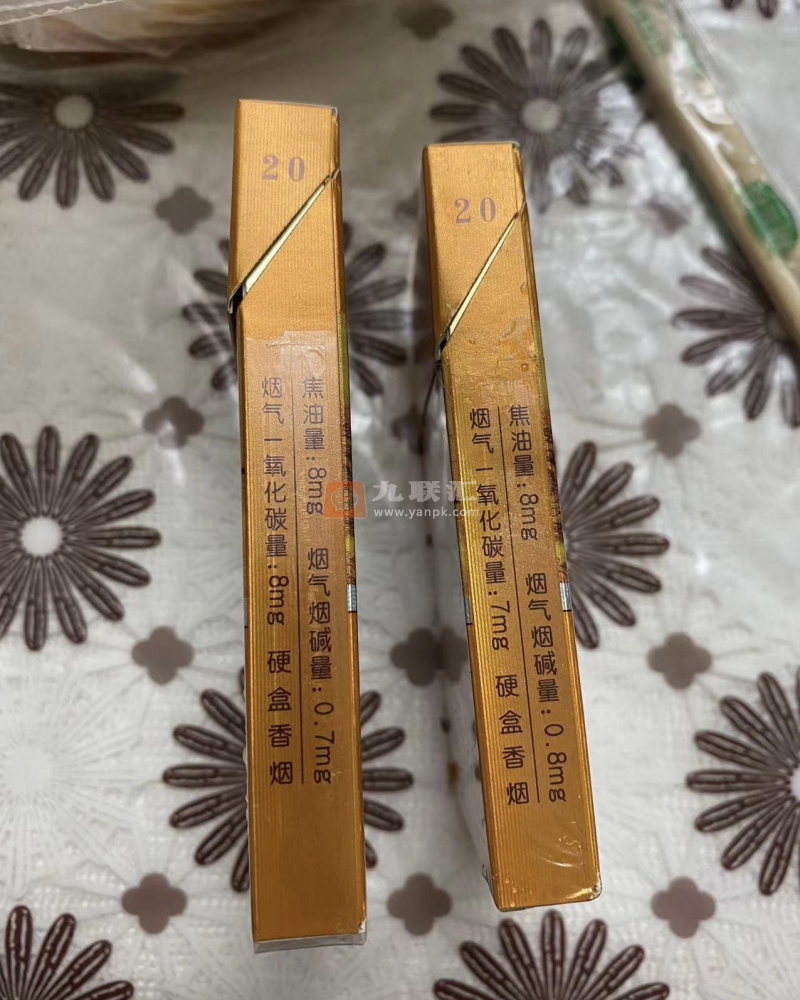 20
焦油量:8mg 烟气烟碱量:0.7mg
烟气一氧化碳量:8mg 硬盒香烟
20
焦油量:8mg 烟气烟碱量:0.8mg
烟气一氧化碳量:7mg 硬盒香烟
九联汇
www.yanpk.com